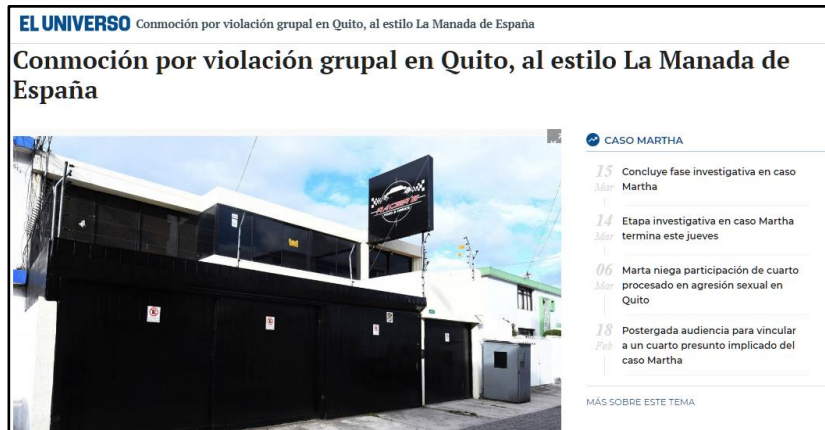 EL UNIVERSO Conmoción por violación grupal en Quito, al estilo La Manada de España
Conmoción por violación grupal en Quito, al estilo La Manada de
España
RACER'S
CASO MARTHA
15 Mar
Concluye fase investigativa en caso
Martha
14 Mar
Etapa investigativa en caso Martha
termina este jueves
06 Mar
Marta niega participación de cuarto
procesado en agresión sexual en
Quito
18 Feb
Postergada audiencia para vincular
a un cuarto presunto implicado del
caso Martha
MÁS SOBRE ESTE TEMA